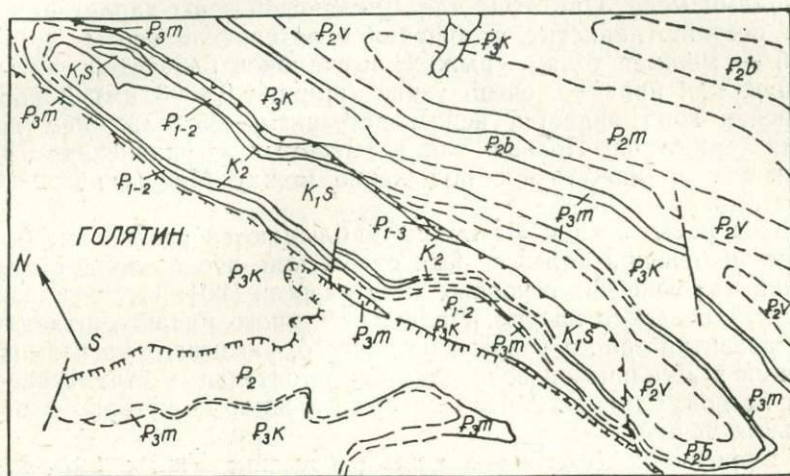 P₃m
P₂v
P₃k
P₂b
K₁s
P₃k
P₂m
P₃m
P₁₋₂
P₂b
K₂
P₁₋₂
K₁s
P₃m
P₂v
ГОЛЯТИН
P₁₋₃
K₂
P₃k
P₃k
N
P₂v
P₁₋₂
P₃m
P₃k
K₁s
S
P₃m
P₂
P₂v
P₃m
P₃m
P₃k
P₃m
P₂b